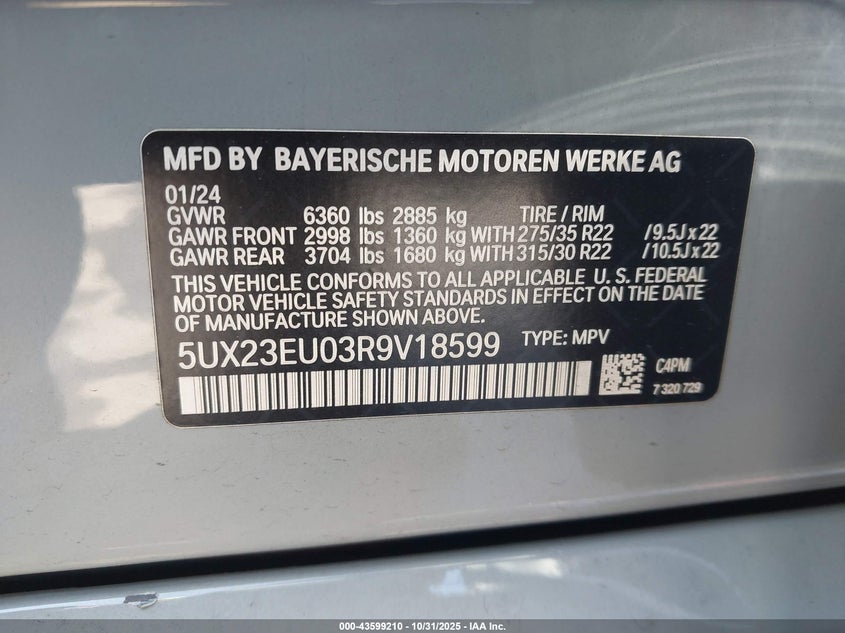 MFD BY BAYERISCHE MOTOREN WERKE AG
01/24
GVWR 6360 lbs 2885 kg TIRE / RIM
GAWR FRONT 2998 lbs 1360 kg WITH 275/35 R22 /9.5J x 22
GAWR REAR 3704 lbs 1680 kg WITH 315/30 R22 /10.5J x 22
THIS VEHICLE CONFORMS TO ALL APPLICABLE U. S. FEDERAL
MOTOR VEHICLE SAFETY STANDARDS IN EFFECT ON THE DATE
OF MANUFACTURE SHOWN ABOVE.
5UX23EU03R9V18599 TYPE: MPV
C4PM
7 320 729
000-43599210 - 10/31/2025 - IAA Inc.